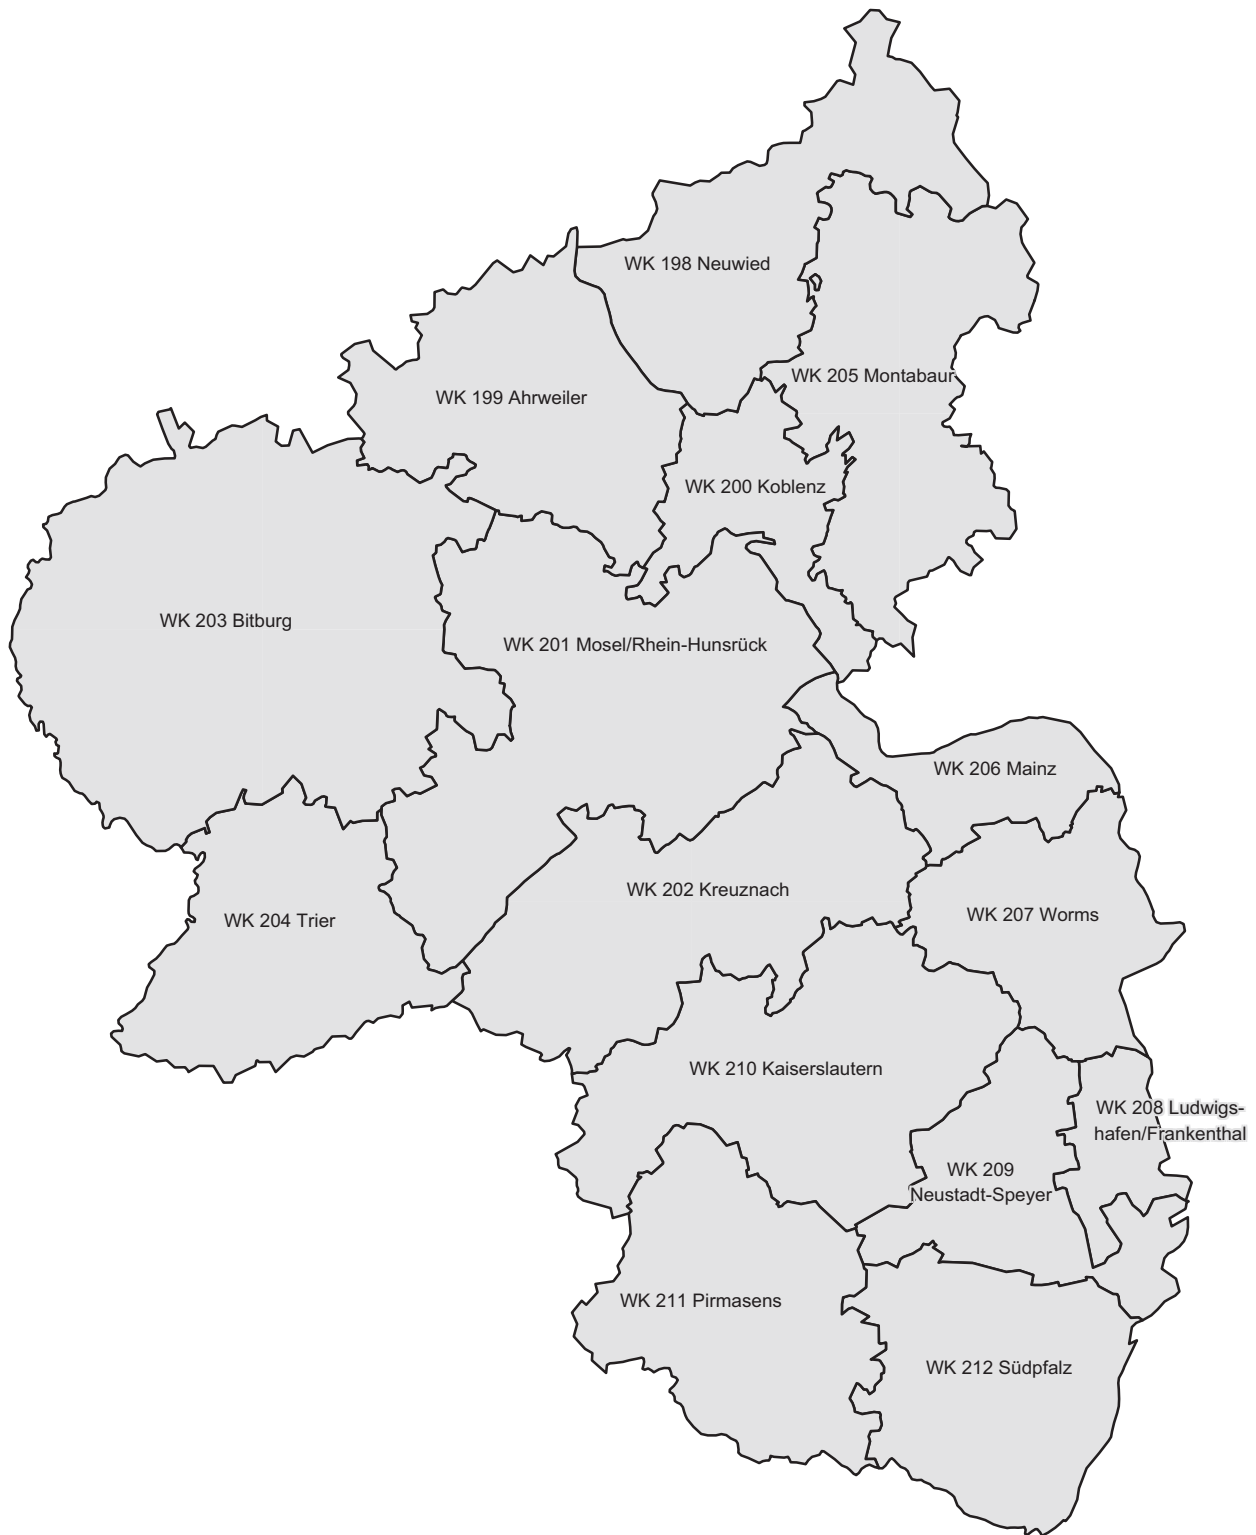 WK 198 Neuwied
WK 205 Montabaur
WK 199 Ahrweiler
WK 200 Koblenz
WK 203 Bitburg
WK 201 Mosel/Rhein-Hunsrück
WK 206 Mainz
WK 202 Kreuznach
WK 207 Worms
WK 204 Trier
WK 210 Kaiserslautern
WK 208 Ludwigs-
hafen/Frankenthal
WK 209
Neustadt-Speyer
WK 211 Pirmasens
WK 212 Südpfalz